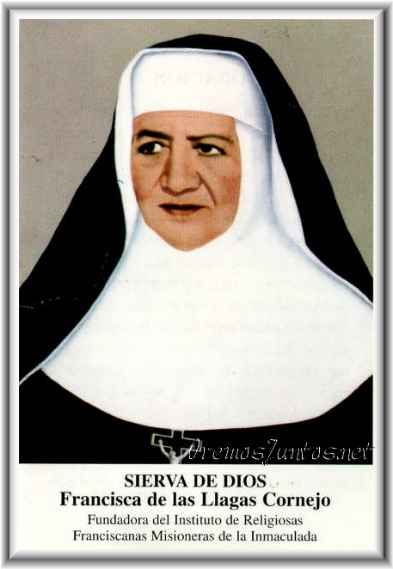 OremosJuntos.net
SIERVA DE DIOS
Francisca de las Llagas Cornejo
Fundadora del Instituto de Religiosas
Franciscanas Misioneras de la Inmaculada